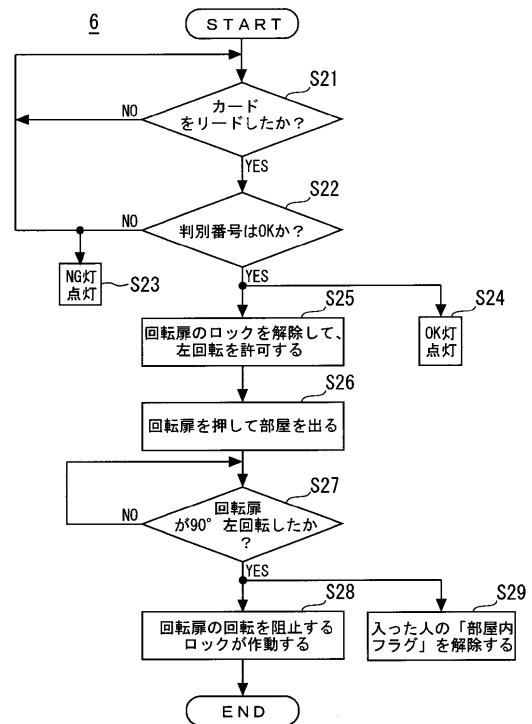 6
START
S21
カード
をリードしたか？
NO
YES
S22
判別番号はOKか？
NO
YES
NG灯
点灯
S23
S24
OK灯
点灯
S25
回転扉のロックを解除して、
左回転を許可する
S26
回転扉を押して部屋を出る
S27
回転扉
が90°左回転したか
？
NO
YES
S28
回転扉の回転を阻止する
ロックが作動する
S29
入った人の「部屋内
フラグ」を解除する
END